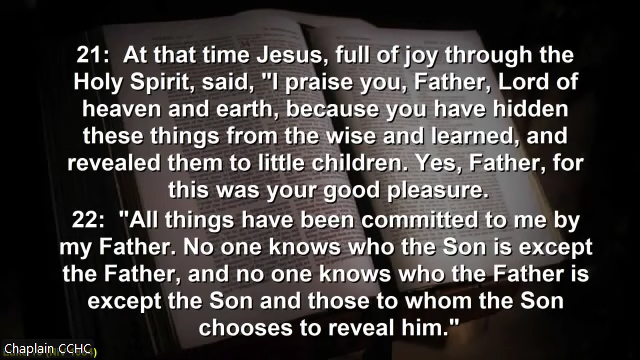 21:  At that time Jesus, full of joy through the
Holy Spirit, said, "I praise you, Father, Lord of
heaven and earth, because you have hidden
these things from the wise and learned, and
revealed them to little children. Yes, Father, for
this was your good pleasure.
22:  "All things have been committed to me by
my Father. No one knows who the Son is except
the Father, and no one knows who the Father is
except the Son and those to whom the Son
chooses to reveal him."
Chaplain CCHC